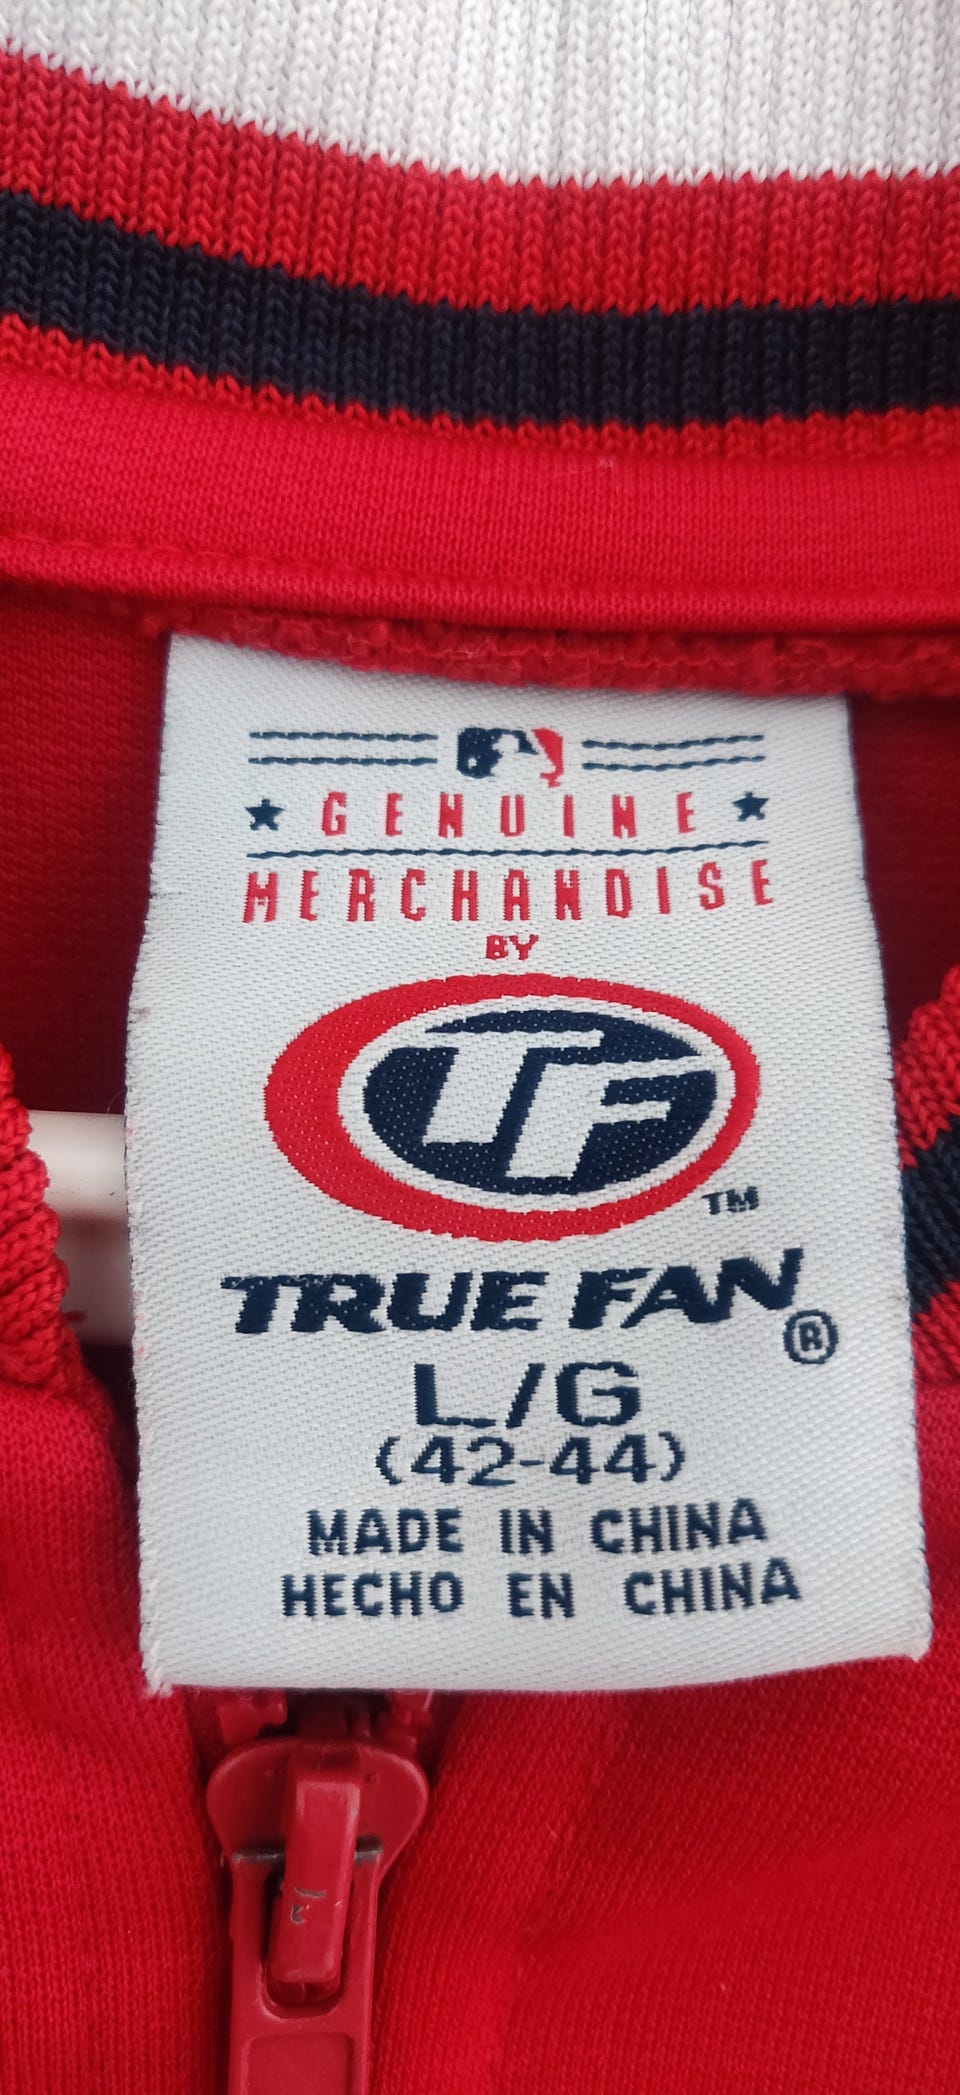 GENUINE
MERCHANDISE
BY
TF
TM
TRUE FAN®
L/G
(42-44)
MADE IN CHINA
HECHO EN CHINA